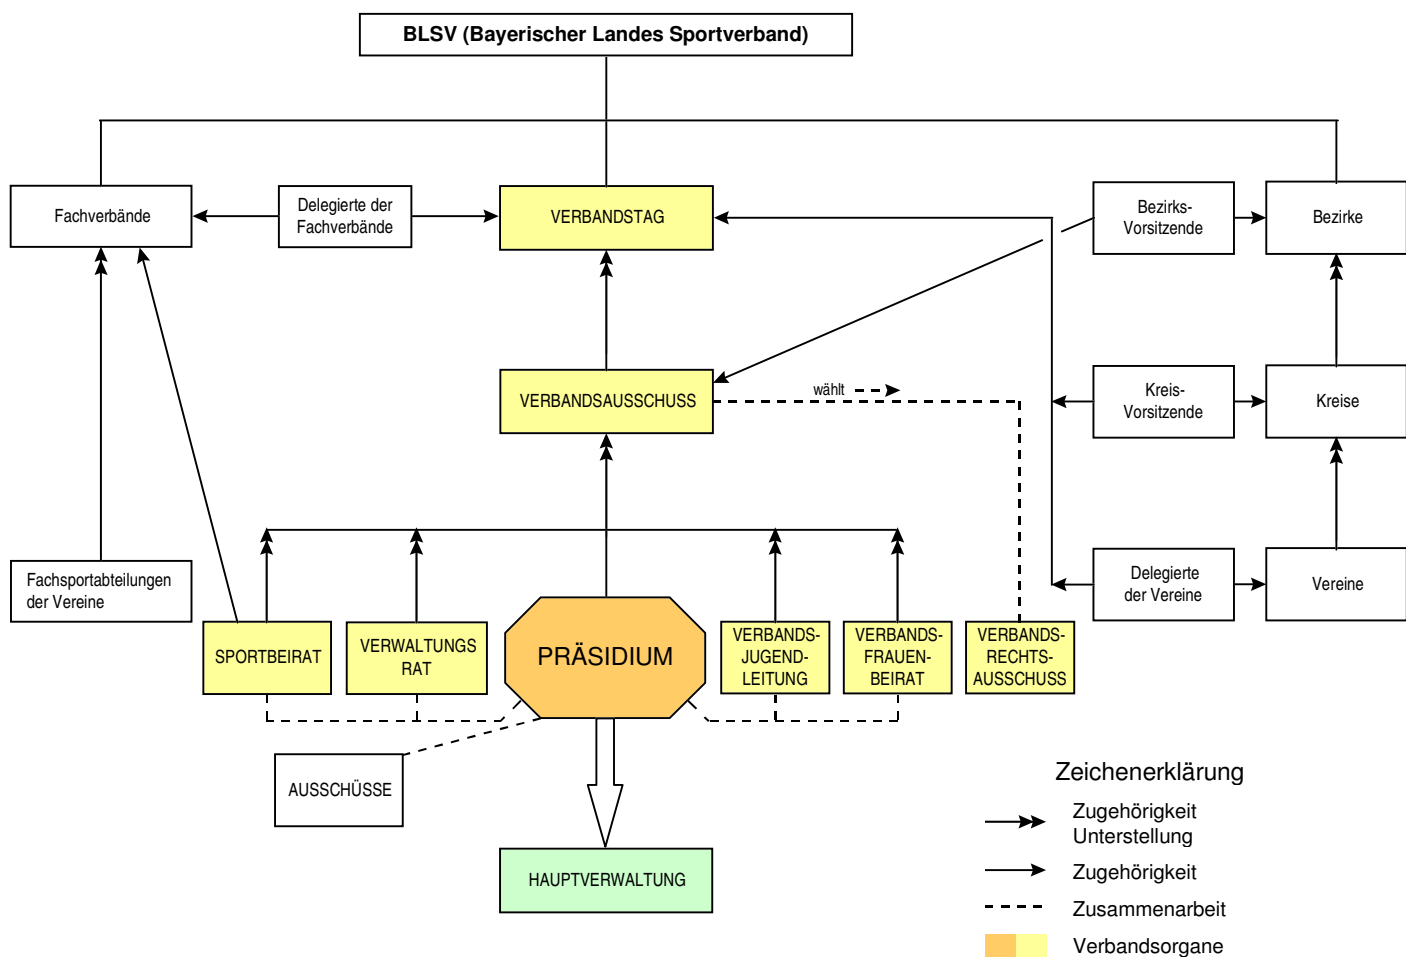 BLSV (Bayerischer Landes Sportverband)
Fachverbände
Delegierte der
Fachverbände
VERBANDSTAG
Bezirks-
Vorsitzende
Bezirke
VERBANDSAUSSCHUSS
wählt
Kreis-
Vorsitzende
Kreise
Fachsportabteilungen
der Vereine
Delegierte
der Vereine
Vereine
SPORTBEIRAT
VERWALTUNGS
RAT
PRÄSIDIUM
VERBANDS-
JUGEND-
LEITUNG
VERBANDS-
FRAUEN-
BEIRAT
VERBANDS-
RECHTS-
AUSSCHUSS
AUSSCHÜSSE
HAUPTVERWALTUNG
Zeichenerklärung
Zugehörigkeit
Unterstellung
Zugehörigkeit
Zusammenarbeit
Verbandsorgane